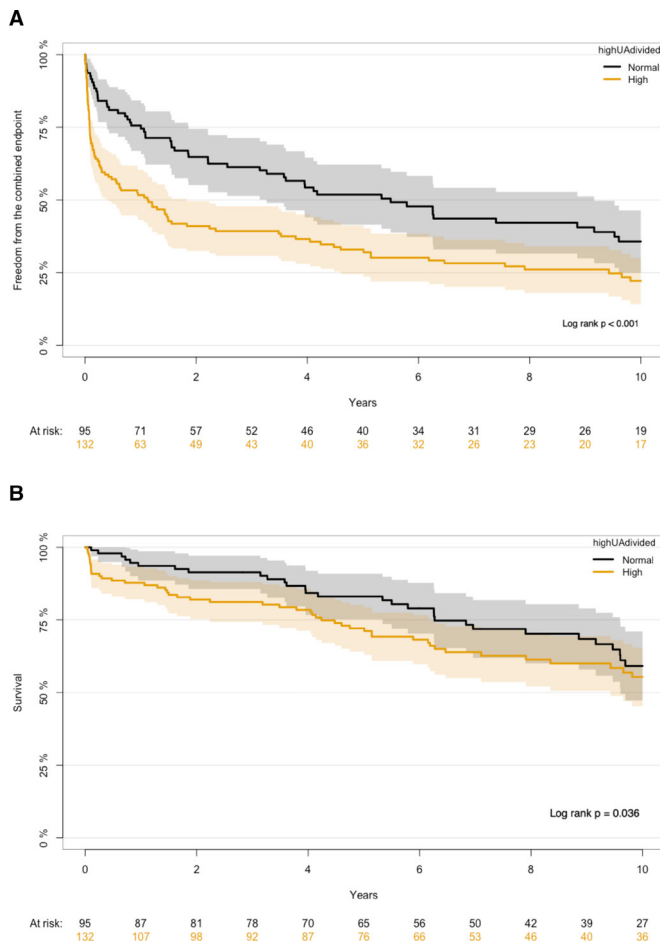 A
highUAdivided
Normal
High
100 %
75 %
50 %
25 %
0 %
Freedom from the combined endpoint
Log rank p < 0.001
0 2 4 6 8 10
Years
At risk: 95 71 57 52 46 40 34 31 29 26 19
132 63 49 43 40 36 32 26 23 20 17
B
highUAdivided
Normal
High
100 %
75 %
50 %
25 %
0 %
Survival
Log rank p = 0.036
0 2 4 6 8 10
Years
At risk: 95 87 81 78 70 65 56 50 42 39 27
132 107 98 92 87 76 66 53 46 40 36